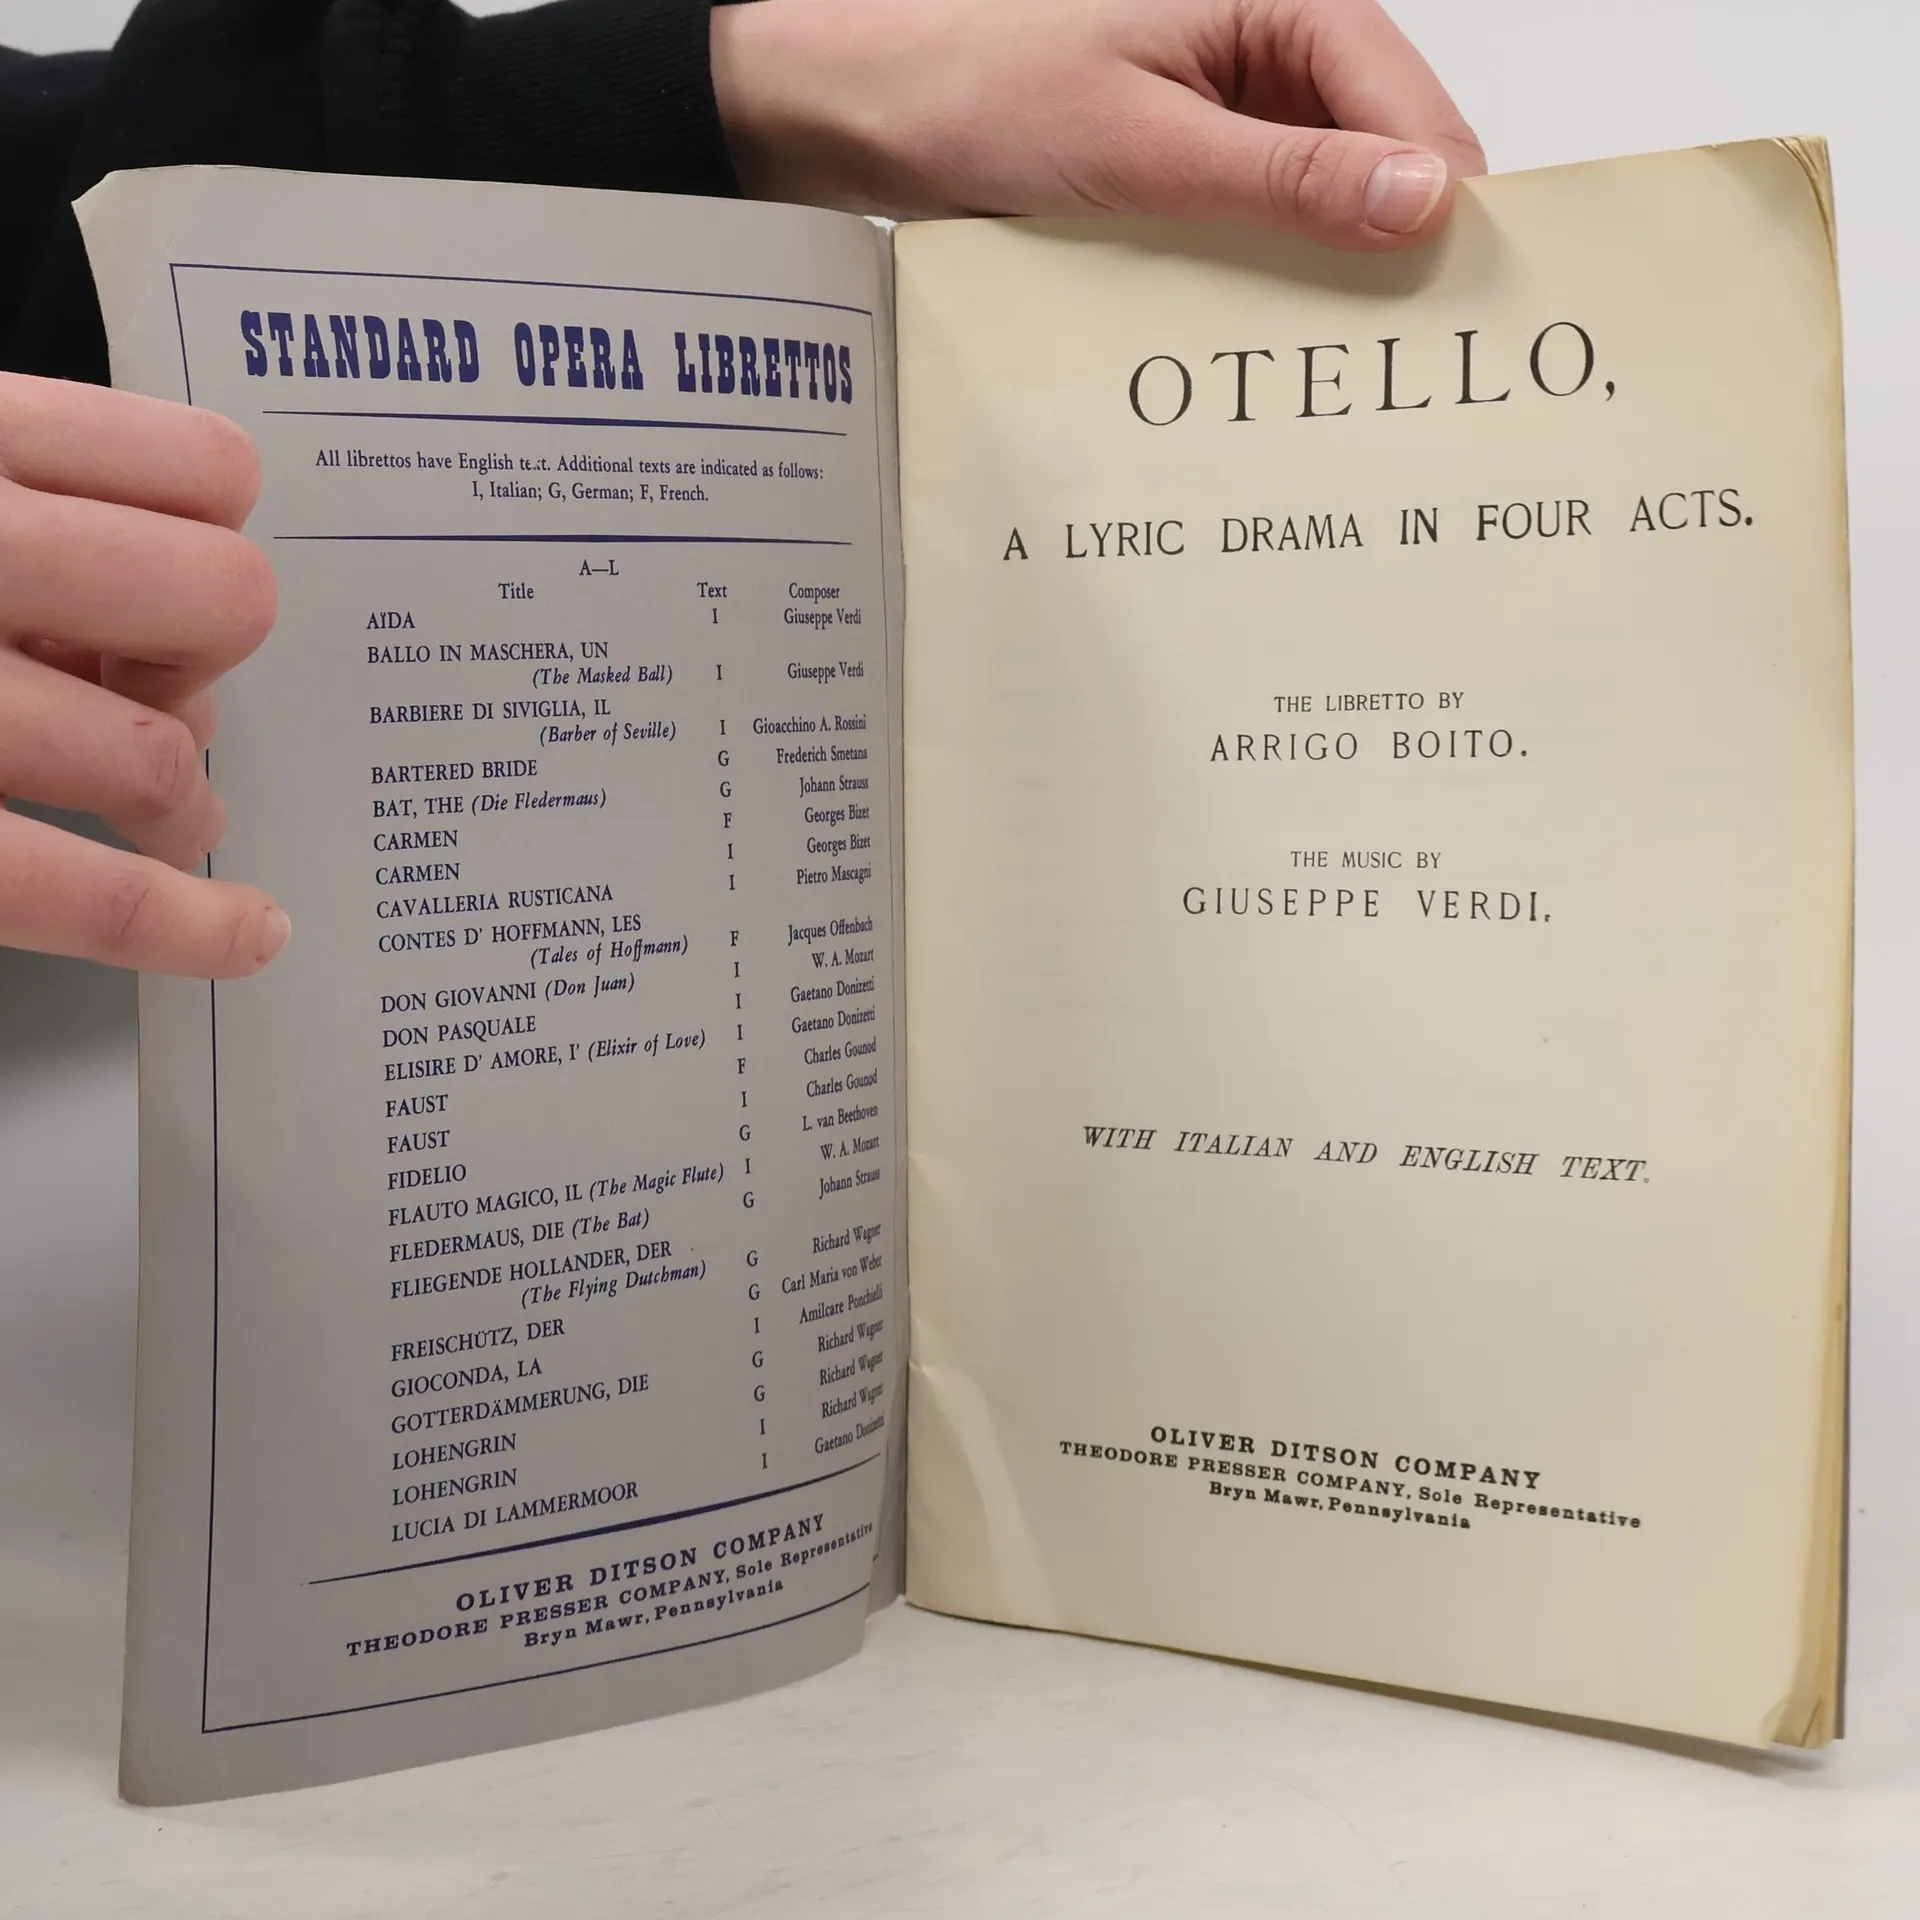 STANDARD OPERA LIBRETTOS
All librettos have English text. Additional texts are indicated as follows:
I, Italian; G, German; F, French.
A—L
Title Text Composer
AÏDA I Giuseppe Verdi
BALLO IN MASCHERA, UN
(The Masked Ball) I Giuseppe Verdi
BARBIERE DI SIVIGLIA, IL
(Barber of Seville) I Gioacchino A. Rossini
BARTERED BRIDE G Frederich Smetana
BAT, THE (Die Fledermaus) G Johann Strauss
CARMEN F Georges Bizet
CARMEN I Georges Bizet
CAVALLERIA RUSTICANA I Pietro Mascagni
CONTES D' HOFFMANN, LES
(Tales of Hoffmann) F Jacques Offenbach
DON GIOVANNI (Don Juan) I W. A. Mozart
DON PASQUALE I Gaetano Donizetti
ELISIRE D' AMORE, l' (Elixir of Love) I Gaetano Donizetti
FAUST F Charles Gounod
FAUST I Charles Gounod
FIDELIO G L. van Beethoven
FLAUTO MAGICO, IL (The Magic Flute) I W. A. Mozart
FLEDERMAUS, DIE (The Bat) G Johann Strauss
FLIEGENDE HOLLANDER, DER
(The Flying Dutchman) G Richard Wagner
FREISCHÜTZ, DER G Carl Maria von Weber
GIOCONDA, LA I Amilcare Ponchielli
GOTTERDÄMMERUNG, DIE G Richard Wagner
LOHENGRIN G Richard Wagner
LOHENGRIN I Richard Wagner
LUCIA DI LAMMERMOOR I Gaetano Donizetti
OLIVER DITSON COMPANY
THEODORE PRESSER COMPANY, Sole Representative
Bryn Mawr, Pennsylvania
OTELLO,
A LYRIC DRAMA IN FOUR ACTS.
THE LIBRETTO BY
ARRIGO BOITO.
THE MUSIC BY
GIUSEPPE VERDI.
WITH ITALIAN AND ENGLISH TEXT.
OLIVER DITSON COMPANY
THEODORE PRESSER COMPANY, Sole Representative
Bryn Mawr, Pennsylvania